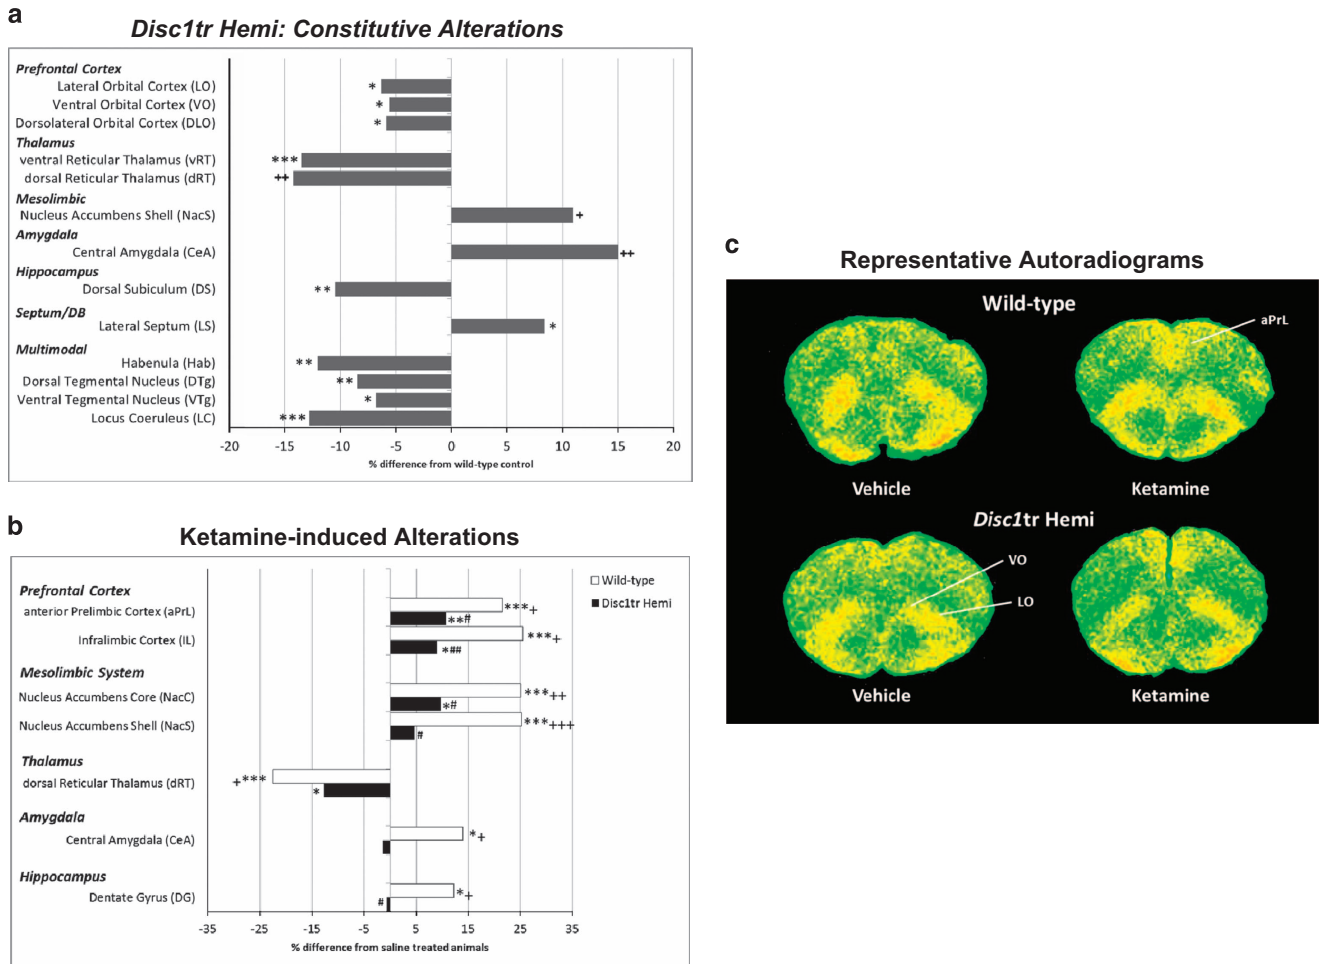 a
Disc1tr Hemi: Constitutive Alterations
Prefrontal Cortex
Lateral Orbital Cortex (LO)
*
Ventral Orbital Cortex (VO)
*
Dorsolateral Orbital Cortex (DLO)
*
Thalamus
ventral Reticular Thalamus (vRT)
***
dorsal Reticular Thalamus (dRT)
++
Mesolimbic
Nucleus Accumbens Shell (NacS)
+
Amygdala
Central Amygdala (CeA)
++
Hippocampus
Dorsal Subiculum (DS)
**
Septum/DB
Lateral Septum (LS)
*
Multimodal
Habenula (Hab)
**
Dorsal Tegmental Nucleus (DTg)
**
Ventral Tegmental Nucleus (VTg)
*
Locus Coeruleus (LC)
***
-20 -15 -10 -5 0 5 10 15 20
% difference from wild-type control
b
Ketamine-induced Alterations
Wild-type
Disc1tr Hemi
Prefrontal Cortex
anterior Prelimbic Cortex (aPrL)
***+
**#
Infralimbic Cortex (IL)
***+
*##
Mesolimbic System
Nucleus Accumbens Core (NacC)
***++
*#
Nucleus Accumbens Shell (NacS)
***+++
#
Thalamus
dorsal Reticular Thalamus (dRT)
+***
*
Amygdala
Central Amygdala (CeA)
*+
Hippocampus
Dentate Gyrus (DG)
*+
#
-35 -25 -15 -5 5 15 25 35
% difference from saline treated animals
c
Representative Autoradiograms
Wild-type
aPrL
Vehicle Ketamine
Disc1tr Hemi
VO
LO
Vehicle Ketamine